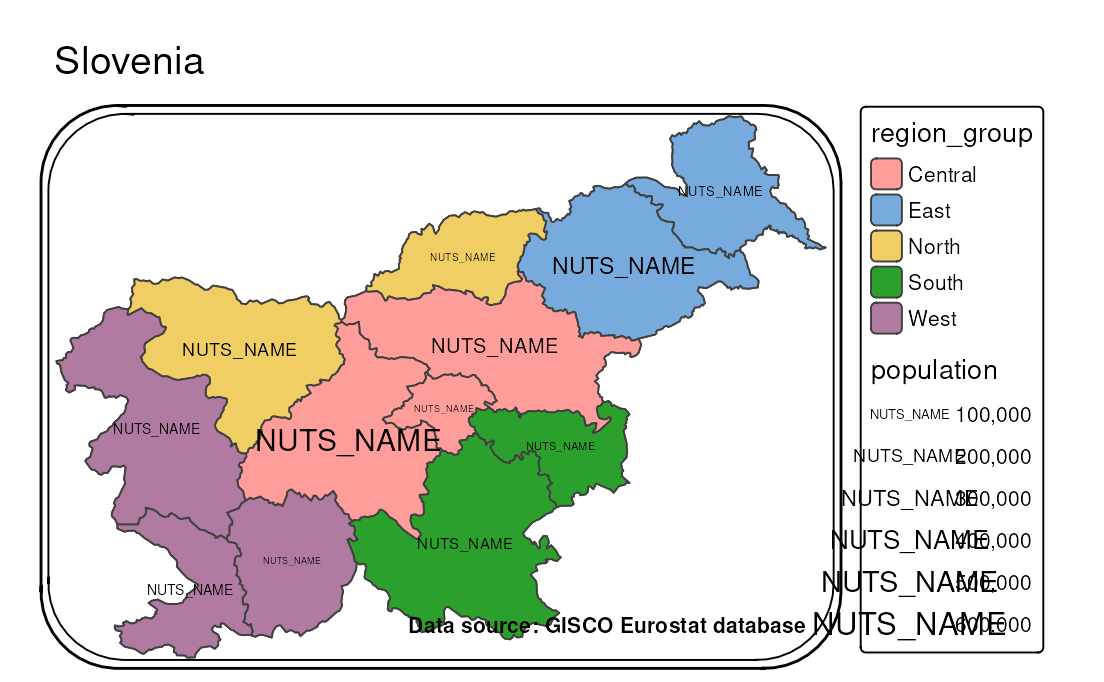 Slovenia
NUTS_NAME
NUTS_NAME
NUTS_NAME
NUTS_NAME
NUTS_NAME
NUTS_NAME
NUTS_NAME
NUTS_NAME
NUTS_NAME
NUTS_NAME
NUTS_NAME
NUTS_NAME
Data source: GISCO Eurostat database
region_group
Central
East
North
South
West
population
NUTS_NAME 100,000
NUTS_NAME 200,000
NUTS_NAME 300,000
NUTS_NAME 400,000
NUTS_NAME 500,000
NUTS_NAME 600,000